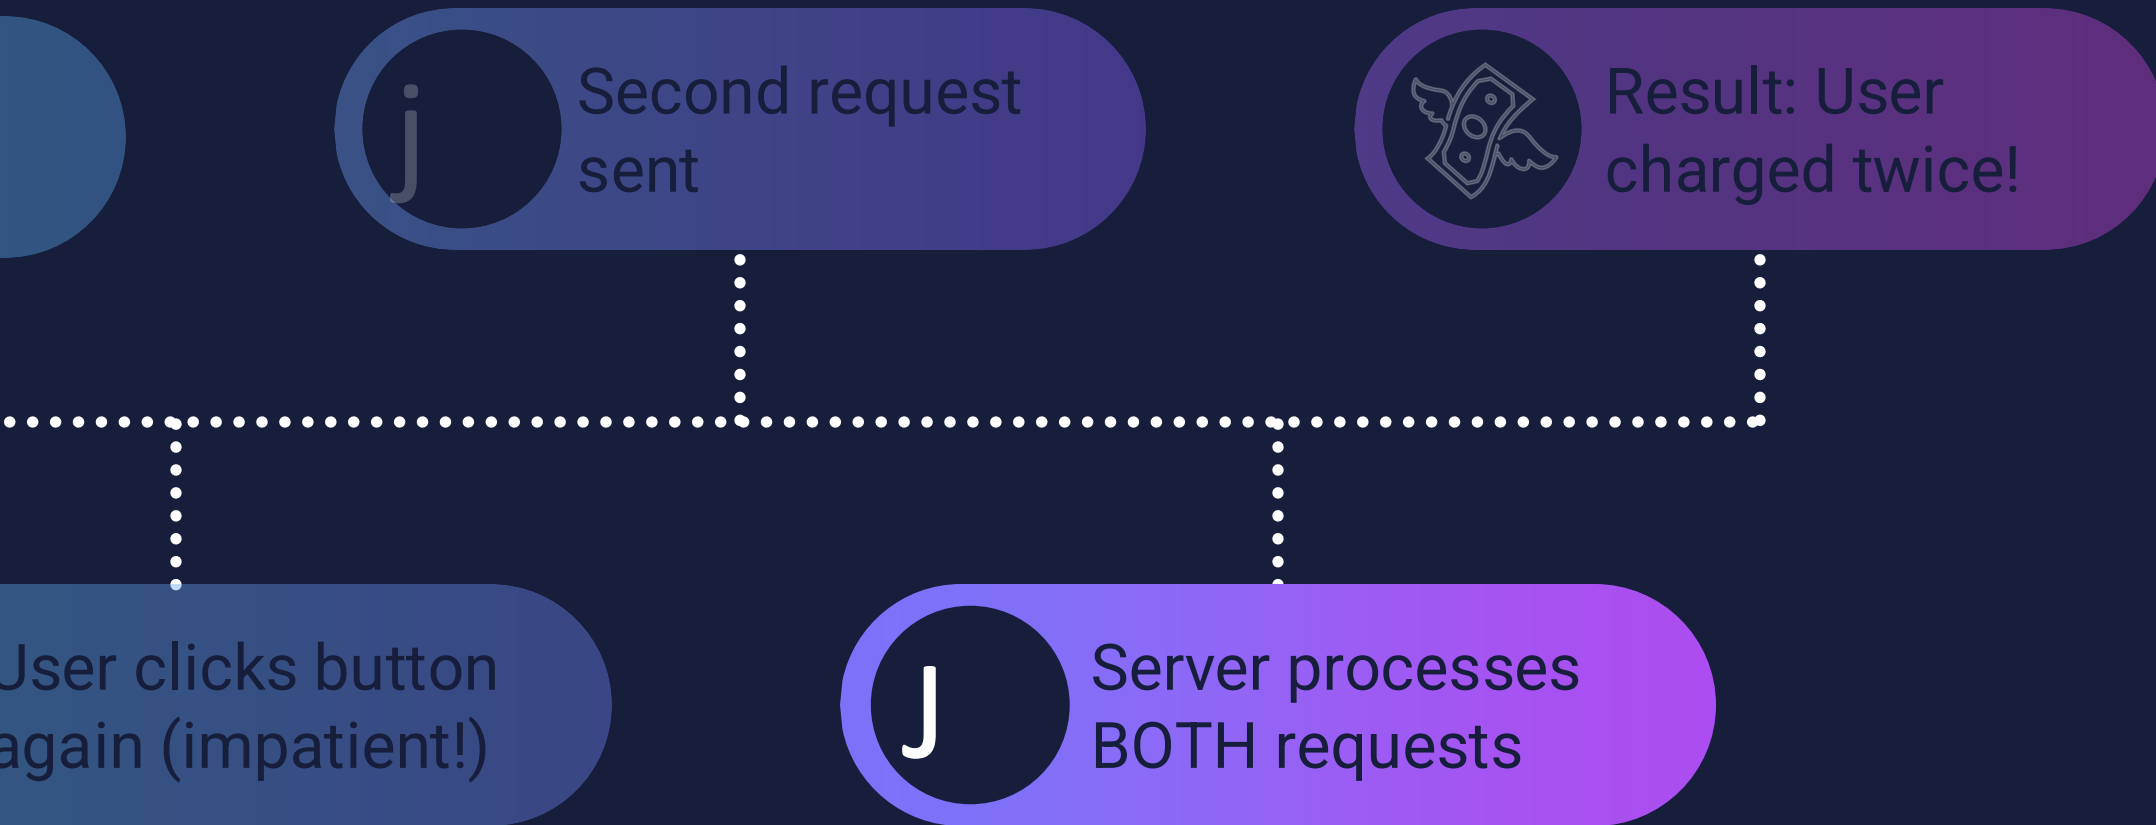 j
Second request
sent
Result: User
charged twice!
User clicks button
again (impatient!)
J
Server processes
BOTH requests